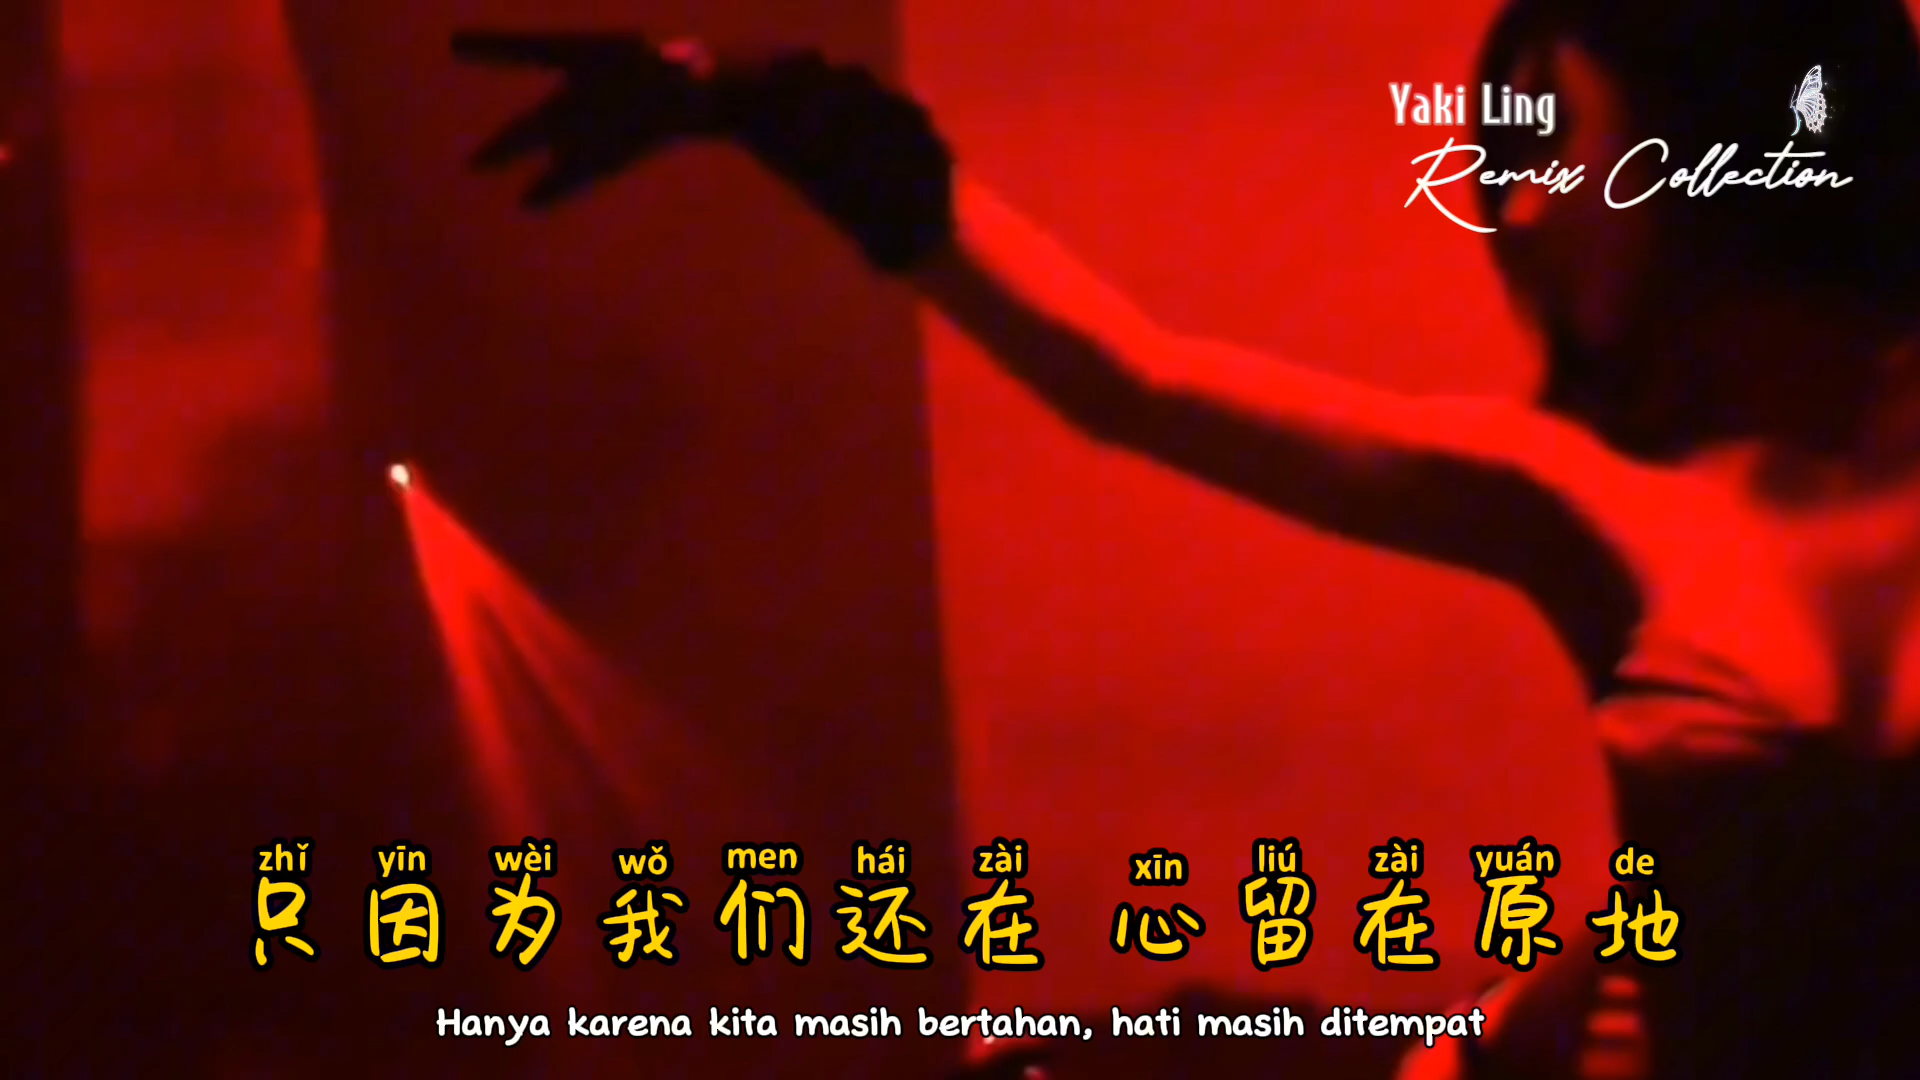 Yaki Ling
Remix Collection
zhǐ yīn wèi wǒ men hái zài xīn liú zài yuán de
只因为我们还在 心留在原地
Hanya karena kita masih bertahan, hati masih ditempat